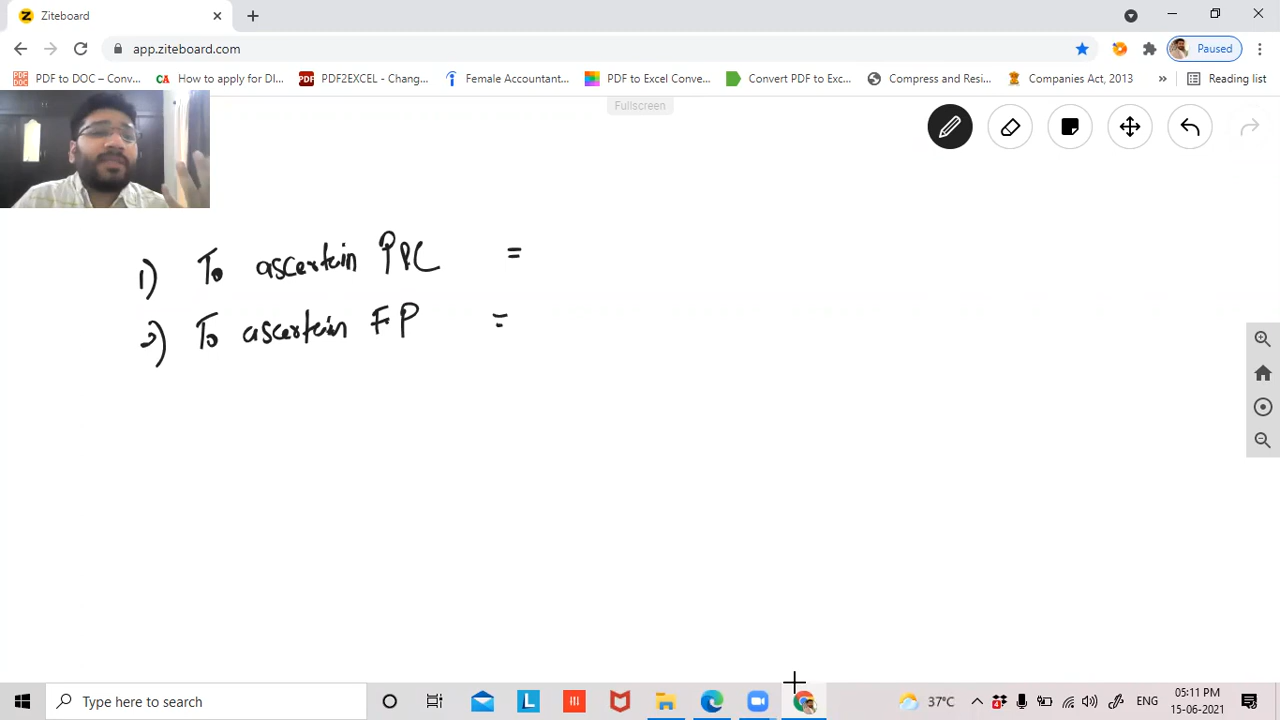 Ziteboard
app.ziteboard.com
Paused
PDF to DOC – Conv...
How to apply for DI...
PDF2EXCEL - Chang...
Female Accountant...
PDF to Excel Conve...
Convert PDF to Exc...
Compress and Resi...
Companies Act, 2013
»
Reading list
Fullscreen
1) To ascertain PPC =
2) To ascertain F.P =
Type here to search
37°C
ENG
05:11 PM
15-06-2021